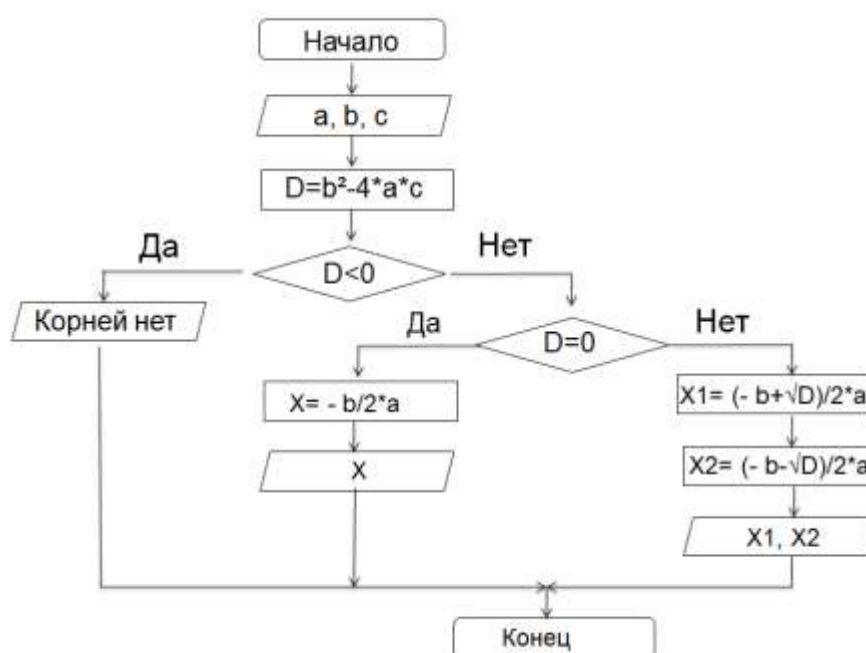 Начало
a, b, c
D=b²-4*a*c
Да
Нет
D<0
Корней нет
Да
Нет
D=0
X= - b/2*a
X1= (- b+√D)/2*a
X
X2= (- b-√D)/2*a
X1, X2
Конец